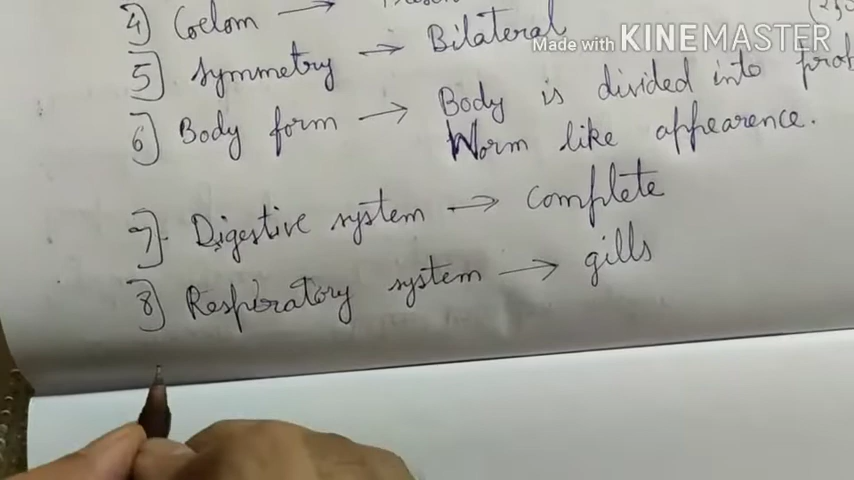 4] Coelom →
Made with KINEMASTER
5] Symmetry → Bilateral
6] Body form → Body is divided into prob
Worm like appearence.
7] Digestive system → complete
8] Respiratory system → gills